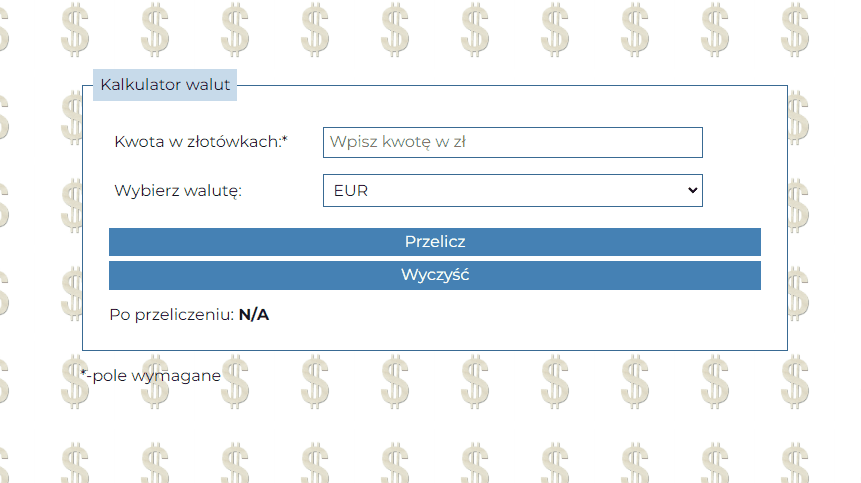 Kalkulator walut
Kwota w złotówkach:* Wpisz kwotę w zł
Wybierz walutę: EUR
Przelicz
Wyczyść
Po przeliczeniu: N/A
*-pole wymagane